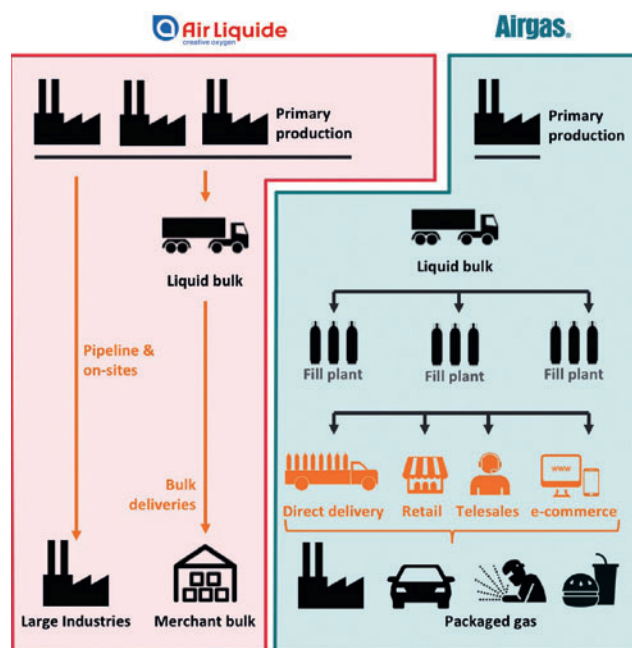 Air Liquide
creative oxygen
Airgas®
Primary
production
Primary
production
Liquid bulk
Liquid bulk
Pipeline &
on-sites
Fill plant
Fill plant
Fill plant
Bulk
deliveries
www
Direct delivery
Retail
Telesales
e-commerce
Large Industries
Merchant bulk
Packaged gas